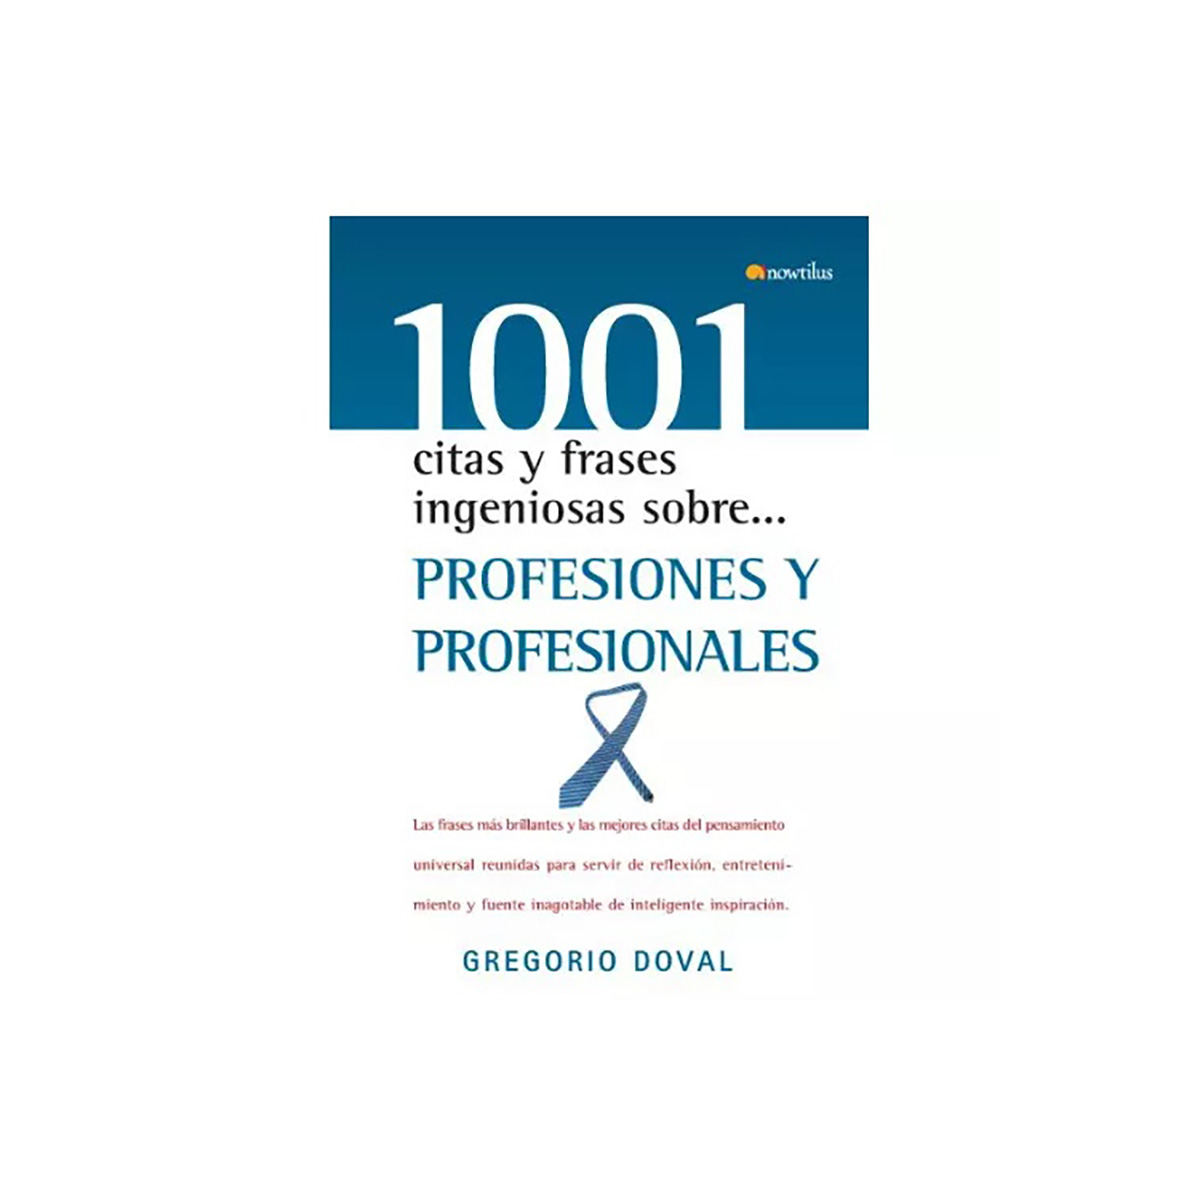 nowtilus
1001
citas y frases
ingeniosas sobre...
PROFESIONES Y
PROFESIONALES
Las frases más brillantes y las mejores citas del pensamiento
universal reunidas para servir de reflexión, entreteni-
miento y fuente inagotable de inteligente inspiración.
GREGORIO DOVAL